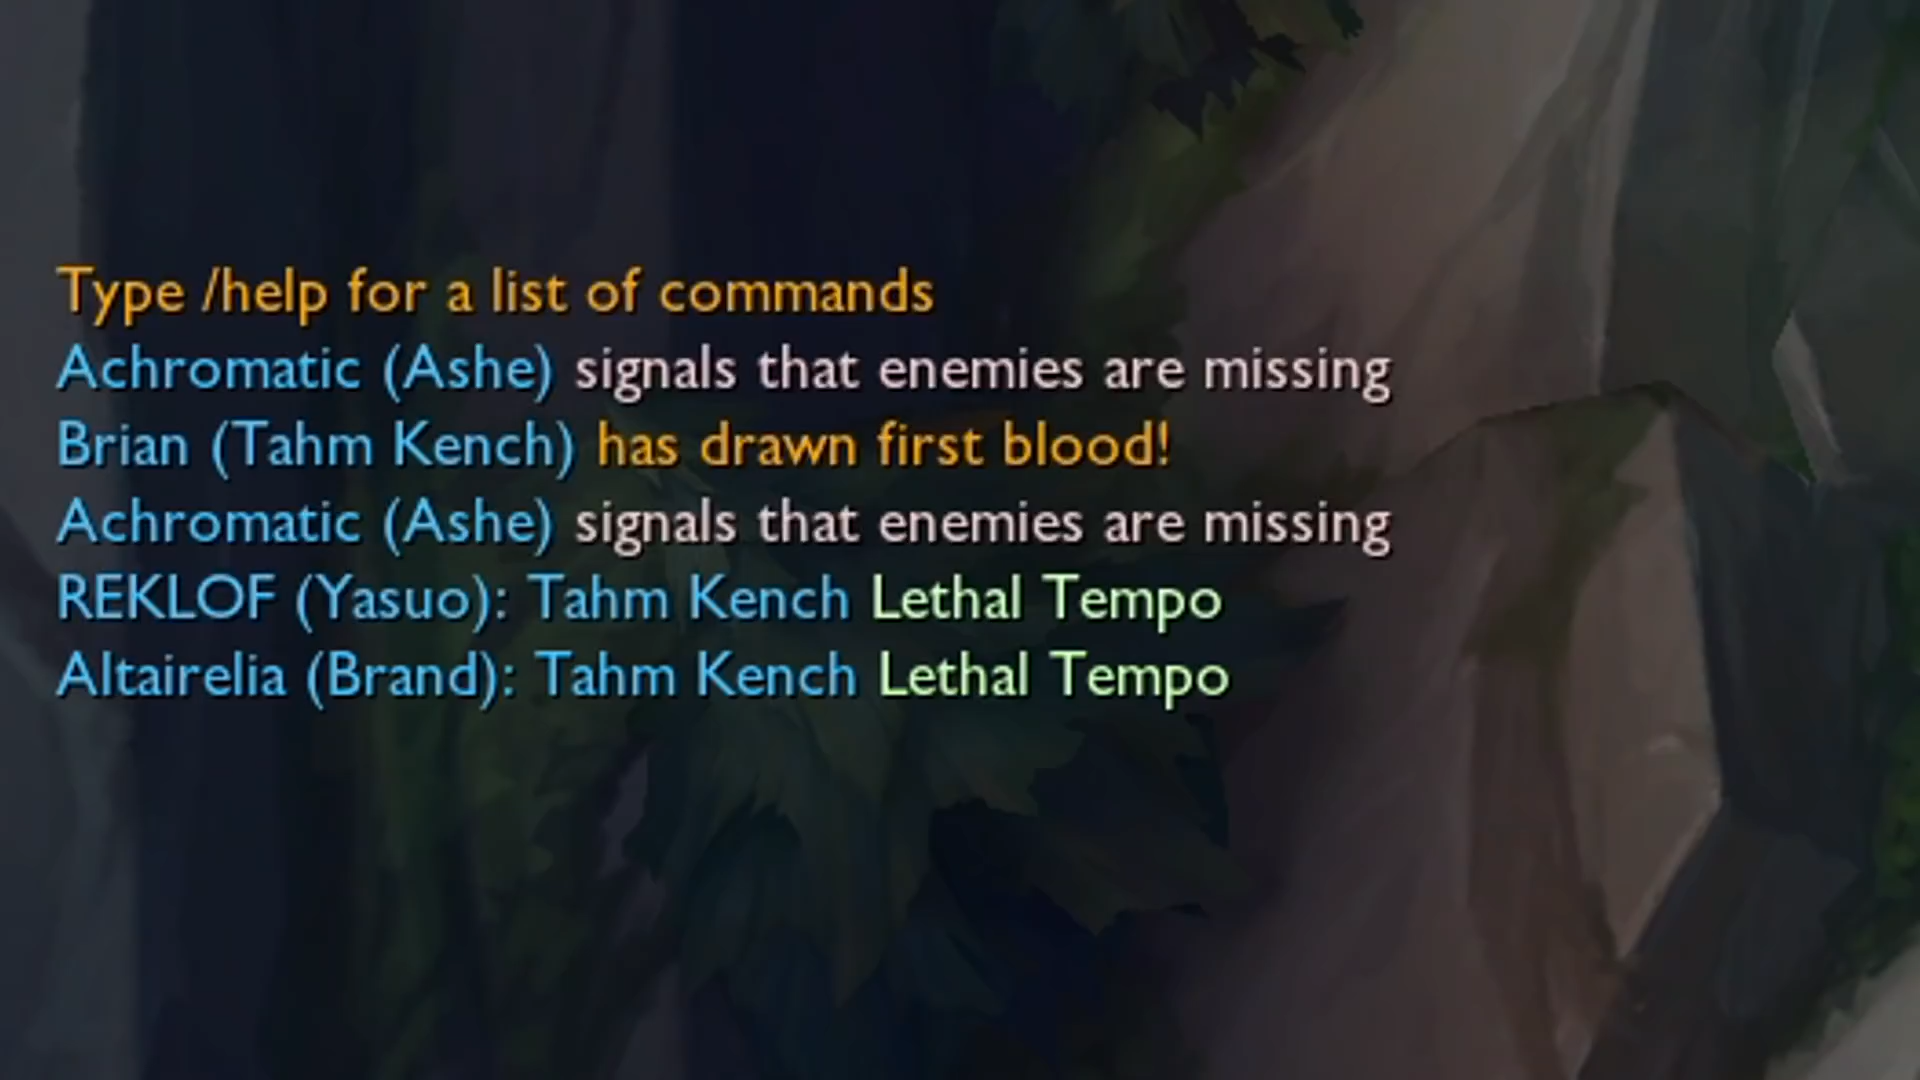 Type /help for a list of commands
Achromatic (Ashe) signals that enemies are missing
Brian (Tahm Kench) has drawn first blood!
Achromatic (Ashe) signals that enemies are missing
REKLOF (Yasuo): Tahm Kench Lethal Tempo
Altairelia (Brand): Tahm Kench Lethal Tempo